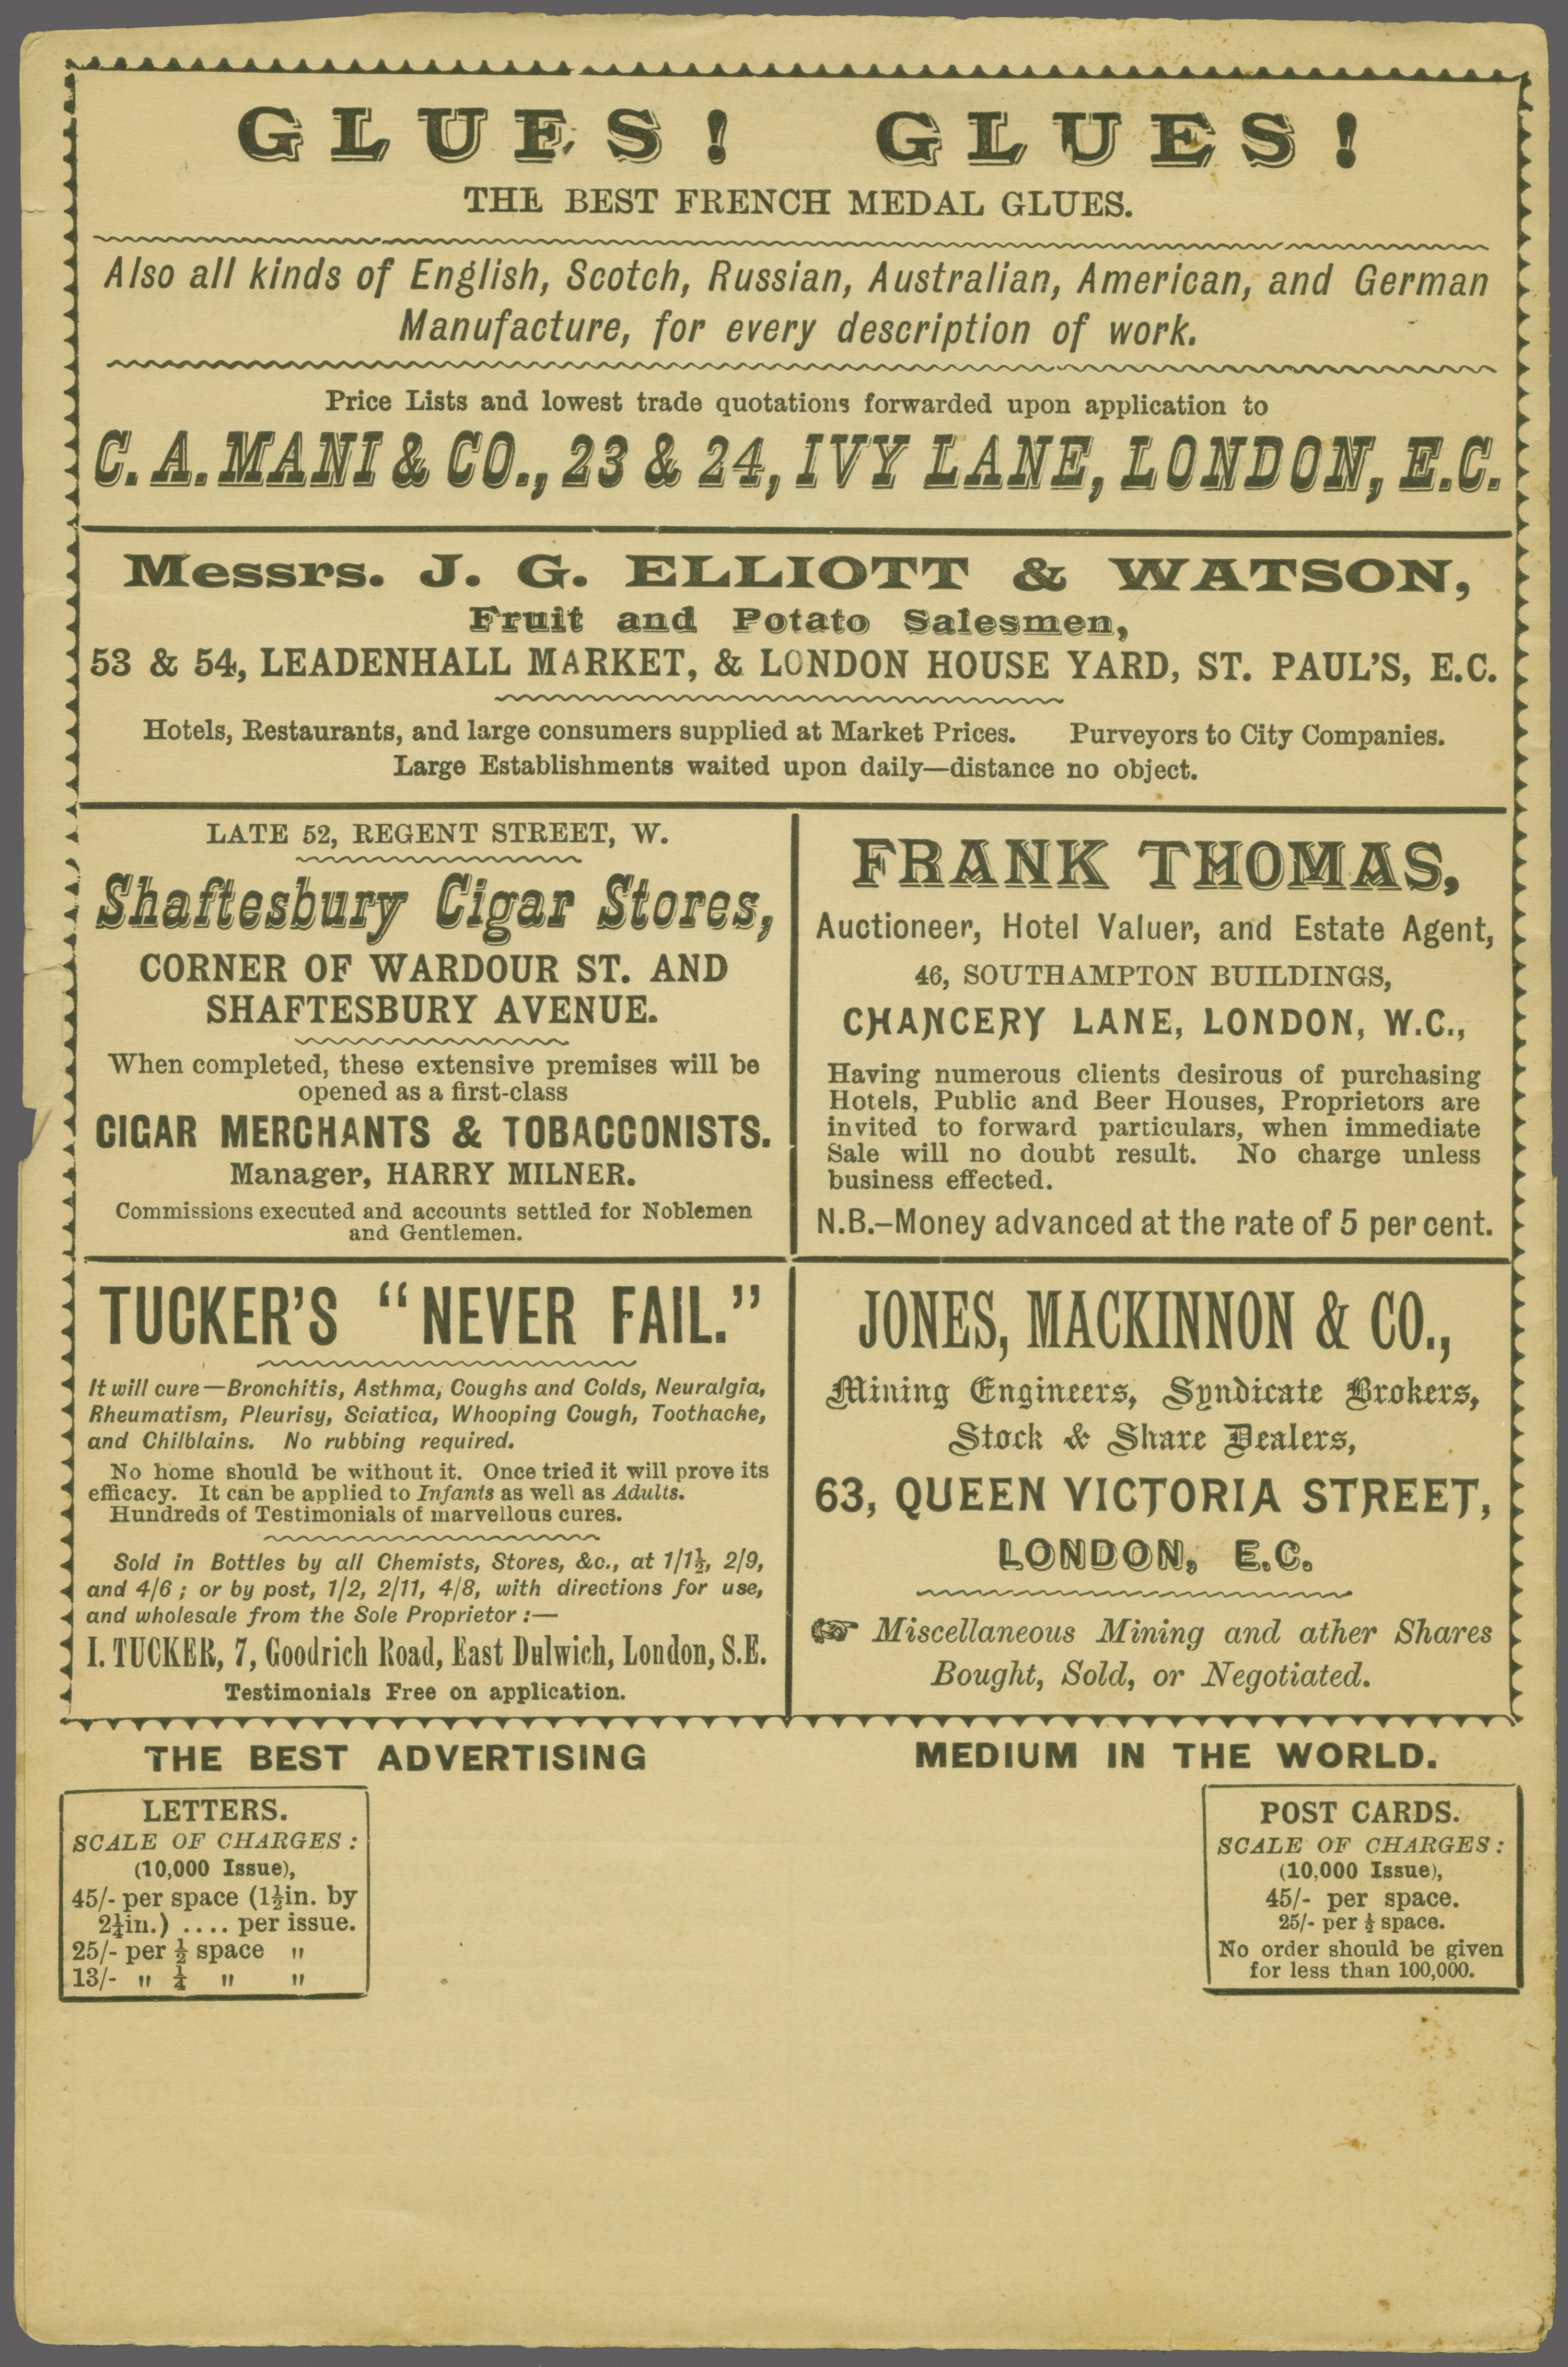 GLUES! GLUES!
THE BEST FRENCH MEDAL GLUES.
Also all kinds of English, Scotch, Russian, Australian, American, and German
Manufacture, for every description of work.
Price Lists and lowest trade quotations forwarded upon application to
C. A. MANI & CO., 23 & 24, IVY LANE, LONDON, E.C.
Messrs. J. G. ELLIOTT & WATSON,
Fruit and Potato Salesmen,
53 & 54, LEADENHALL MARKET, & LONDON HOUSE YARD, ST. PAUL'S, E.C.
Hotels, Restaurants, and large consumers supplied at Market Prices. Purveyors to City Companies.
Large Establishments waited upon daily—distance no object.
LATE 52, REGENT STREET, W.
Shaftesbury Cigar Stores,
CORNER OF WARDOUR ST. AND
SHAFTESBURY AVENUE.
When completed, these extensive premises will be
opened as a first-class
CIGAR MERCHANTS & TOBACCONISTS.
Manager, HARRY MILNER.
Commissions executed and accounts settled for Noblemen
and Gentlemen.
FRANK THOMAS,
Auctioneer, Hotel Valuer, and Estate Agent,
46, SOUTHAMPTON BUILDINGS,
CHANCERY LANE, LONDON, W.C.,
Having numerous clients desirous of purchasing
Hotels, Public and Beer Houses, Proprietors are
invited to forward particulars, when immediate
Sale will no doubt result. No charge unless
business effected.
N.B.—Money advanced at the rate of 5 per cent.
TUCKER'S "NEVER FAIL."
It will cure—Bronchitis, Asthma, Coughs and Colds, Neuralgia,
Rheumatism, Pleurisy, Sciatica, Whooping Cough, Toothache,
and Chilblains. No rubbing required.
No home should be without it. Once tried it will prove its
efficacy. It can be applied to Infants as well as Adults.
Hundreds of Testimonials of marvellous cures.
Sold in Bottles by all Chemists, Stores, &c., at 1/1½, 2/9,
and 4/6; or by post, 1/2, 2/11, 4/8, with directions for use,
and wholesale from the Sole Proprietor:—
I. TUCKER, 7, Goodrich Road, East Dulwich, London, S.E.
Testimonials Free on application.
JONES, MACKINNON & CO.,
Mining Engineers, Syndicate Brokers,
Stock & Share Dealers,
63, QUEEN VICTORIA STREET,
LONDON, E.C.
☞ Miscellaneous Mining and ather Shares
Bought, Sold, or Negotiated.
THE BEST ADVERTISING MEDIUM IN THE WORLD.
LETTERS.
SCALE OF CHARGES:
(10,000 Issue),
45/- per space (1½in. by
2¼in.) .... per issue.
25/- per ½ space "
13/- " ¼ " "
POST CARDS.
SCALE OF CHARGES:
(10,000 Issue),
45/- per space.
25/- per ½ space.
No order should be given
for less than 100,000.